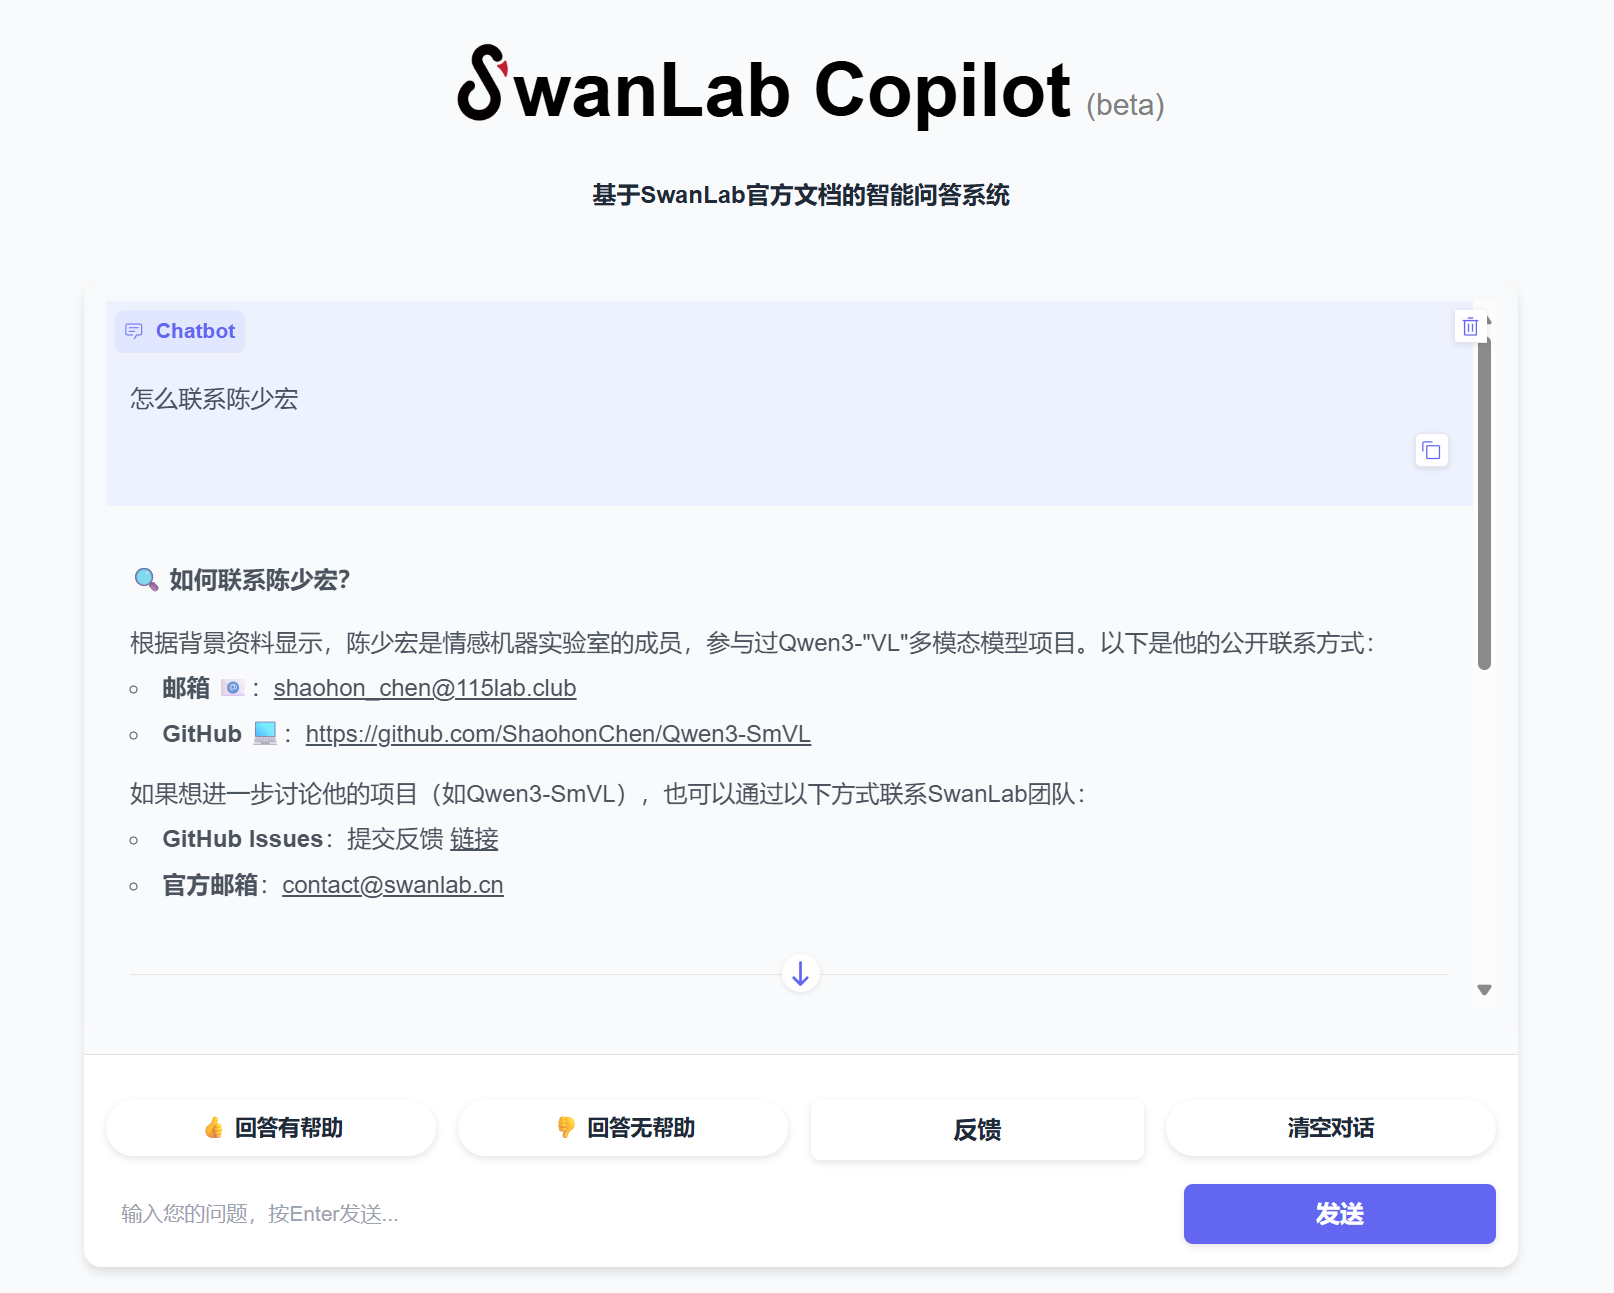 SwanLab Copilot (beta)
基于SwanLab官方文档的智能问答系统
Chatbot
怎么联系陈少宏
🔍 如何联系陈少宏？
根据背景资料显示，陈少宏是情感机器实验室的成员，参与过Qwen3-"VL"多模态模型项目。以下是他的公开联系方式：
邮箱 📧 ：shaohon_chen@115lab.club
GitHub 💻 ：https://github.com/ShaohonChen/Qwen3-SmVL
如果想进一步讨论他的项目（如Qwen3-SmVL），也可以通过以下方式联系SwanLab团队：
GitHub Issues：提交反馈 链接
官方邮箱：contact@swanlab.cn
👍 回答有帮助
👎 回答无帮助
反馈
清空对话
输入您的问题，按Enter发送...
发送